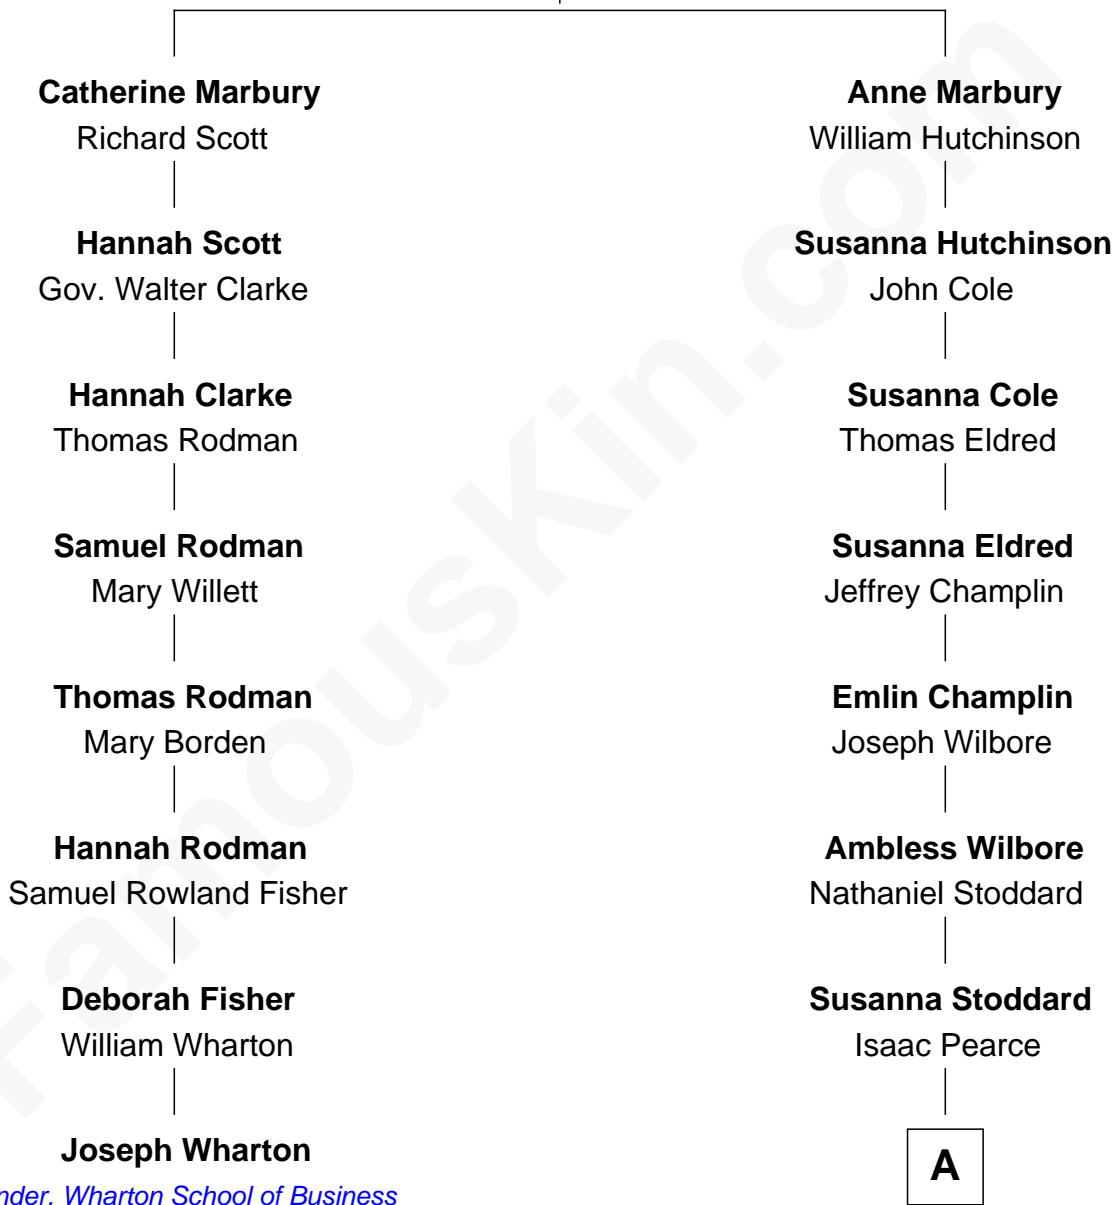 Catherine Marbury
Richard Scott
Hannah Scott
Gov. Walter Clarke
Hannah Clarke
Thomas Rodman
Samuel Rodman
Mary Willett
Thomas Rodman
Mary Borden
Hannah Rodman
Samuel Rowland Fisher
Deborah Fisher
William Wharton
Joseph Wharton
nder, Wharton School of Business
Anne Marbury
William Hutchinson
Susanna Hutchinson
John Cole
Susanna Cole
Thomas Eldred
Susanna Eldred
Jeffrey Champlin
Emlin Champlin
Joseph Wilbore
Ambless Wilbore
Nathaniel Stoddard
Susanna Stoddard
Isaac Pearce
A
FamousKin.com